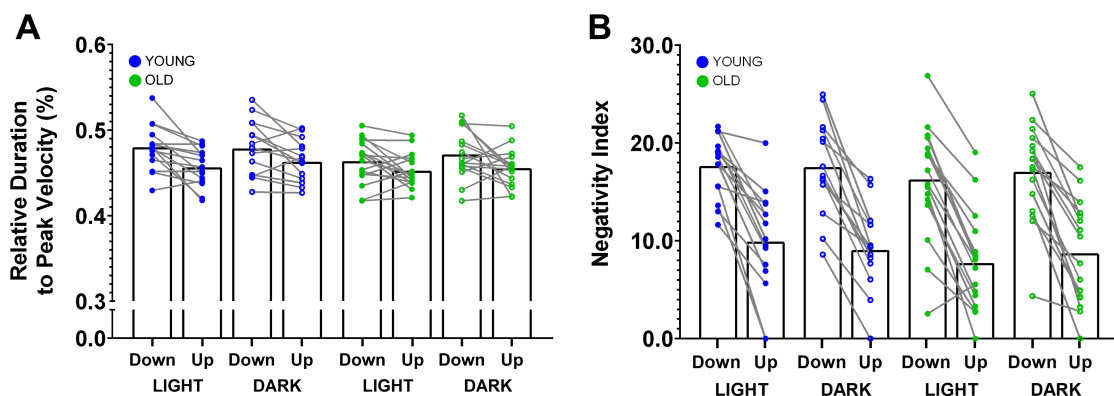 A
Relative Duration
to Peak Velocity (%)
0.6
0.5
0.4
0.3
0.0
YOUNG
OLD
Down Up Down Up Down Up Down Up
LIGHT DARK LIGHT DARK
B
Negativity Index
30.0
20.0
10.0
0.0
YOUNG
OLD
Down Up Down Up Down Up Down Up
LIGHT DARK LIGHT DARK